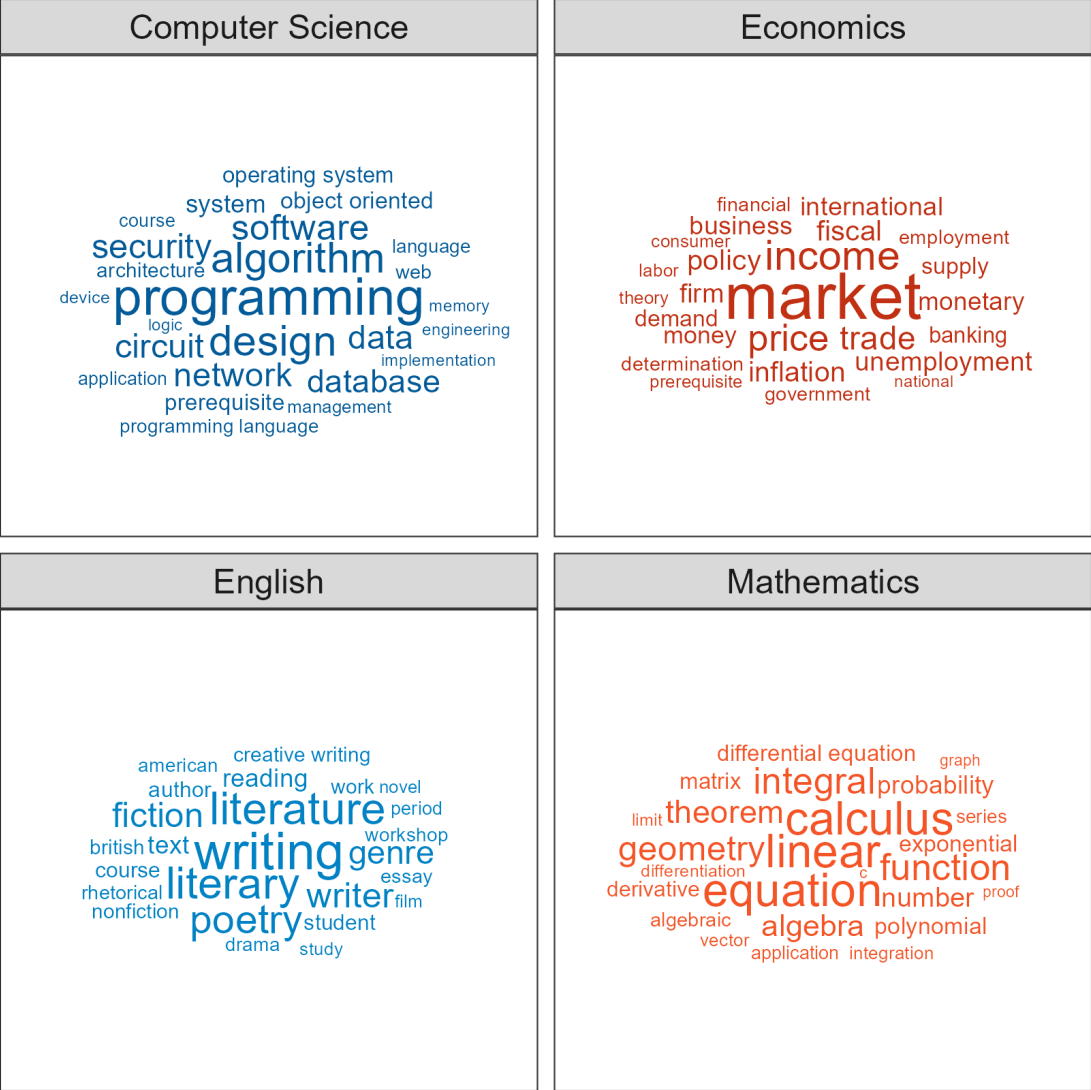 Computer Science
operating system
system object oriented
course software
security algorithm language
architecture web
device programming memory
logic engineering
circuit design data
implementation
application network database
prerequisite management
programming language
Economics
financial international
business fiscal employment
consumer
labor policy income supply
theory firm market monetary
demand
money price trade banking
determination inflation unemployment
prerequisite national
government
English
american creative writing
author reading work novel
fiction literature period
british text writing genre workshop
course essay
rhetorical literary writer film
nonfiction
poetry student
drama study
Mathematics
differential equation graph
matrix integral probability
limit theorem calculus series
geometry linear exponential
differentiation c function
derivative equation number proof
algebraic algebra polynomial
vector
application integration